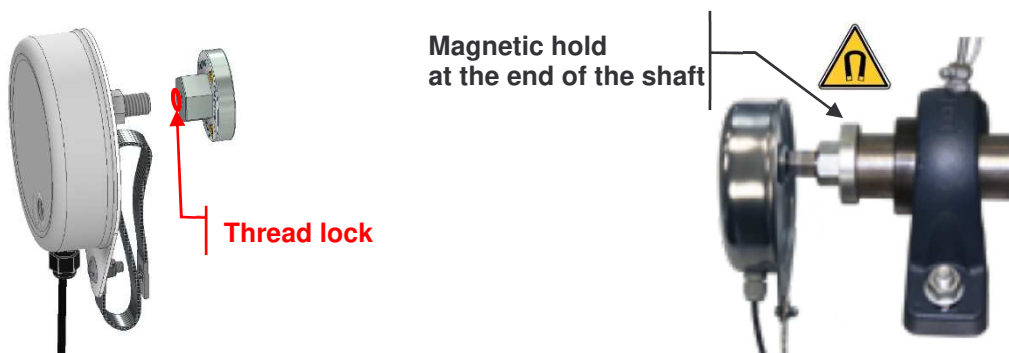 Magnetic hold
at the end of the shaft
Thread lock